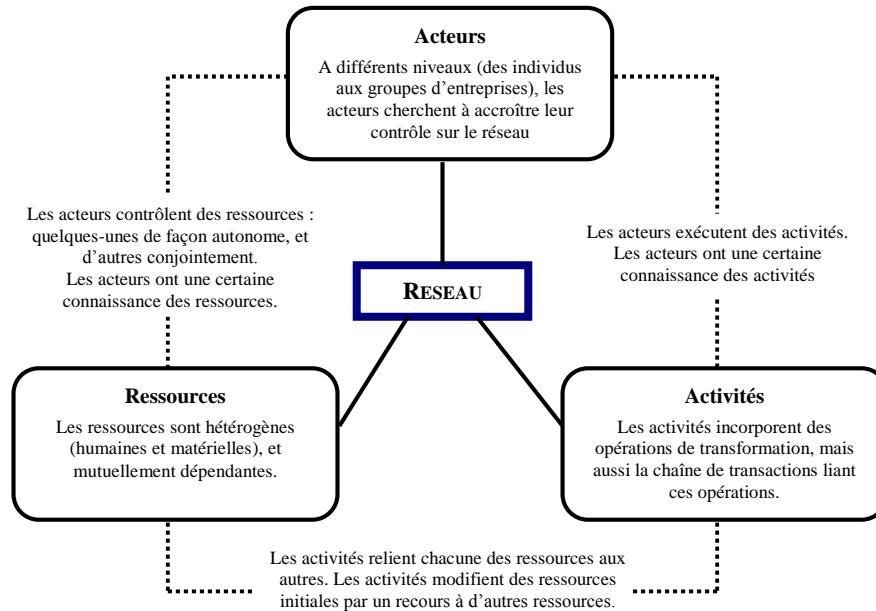 Acteurs
A différents niveaux (des individus
aux groupes d'entreprises), les
acteurs cherchent à accroître leur
contrôle sur le réseau
Les acteurs contrôlent des ressources :
quelques-unes de façon autonome, et
d'autres conjointement.
Les acteurs ont une certaine
connaissance des ressources.
Les acteurs exécutent des activités.
Les acteurs ont une certaine
connaissance des activités
RESEAU
Ressources
Les ressources sont hétérogènes
(humaines et matérielles), et
mutuellement dépendantes.
Activités
Les activités incorporent des
opérations de transformation, mais
aussi la chaîne de transactions liant
ces opérations.
Les activités relient chacune des ressources aux
autres. Les activités modifient des ressources
initiales par un recours à d'autres ressources.